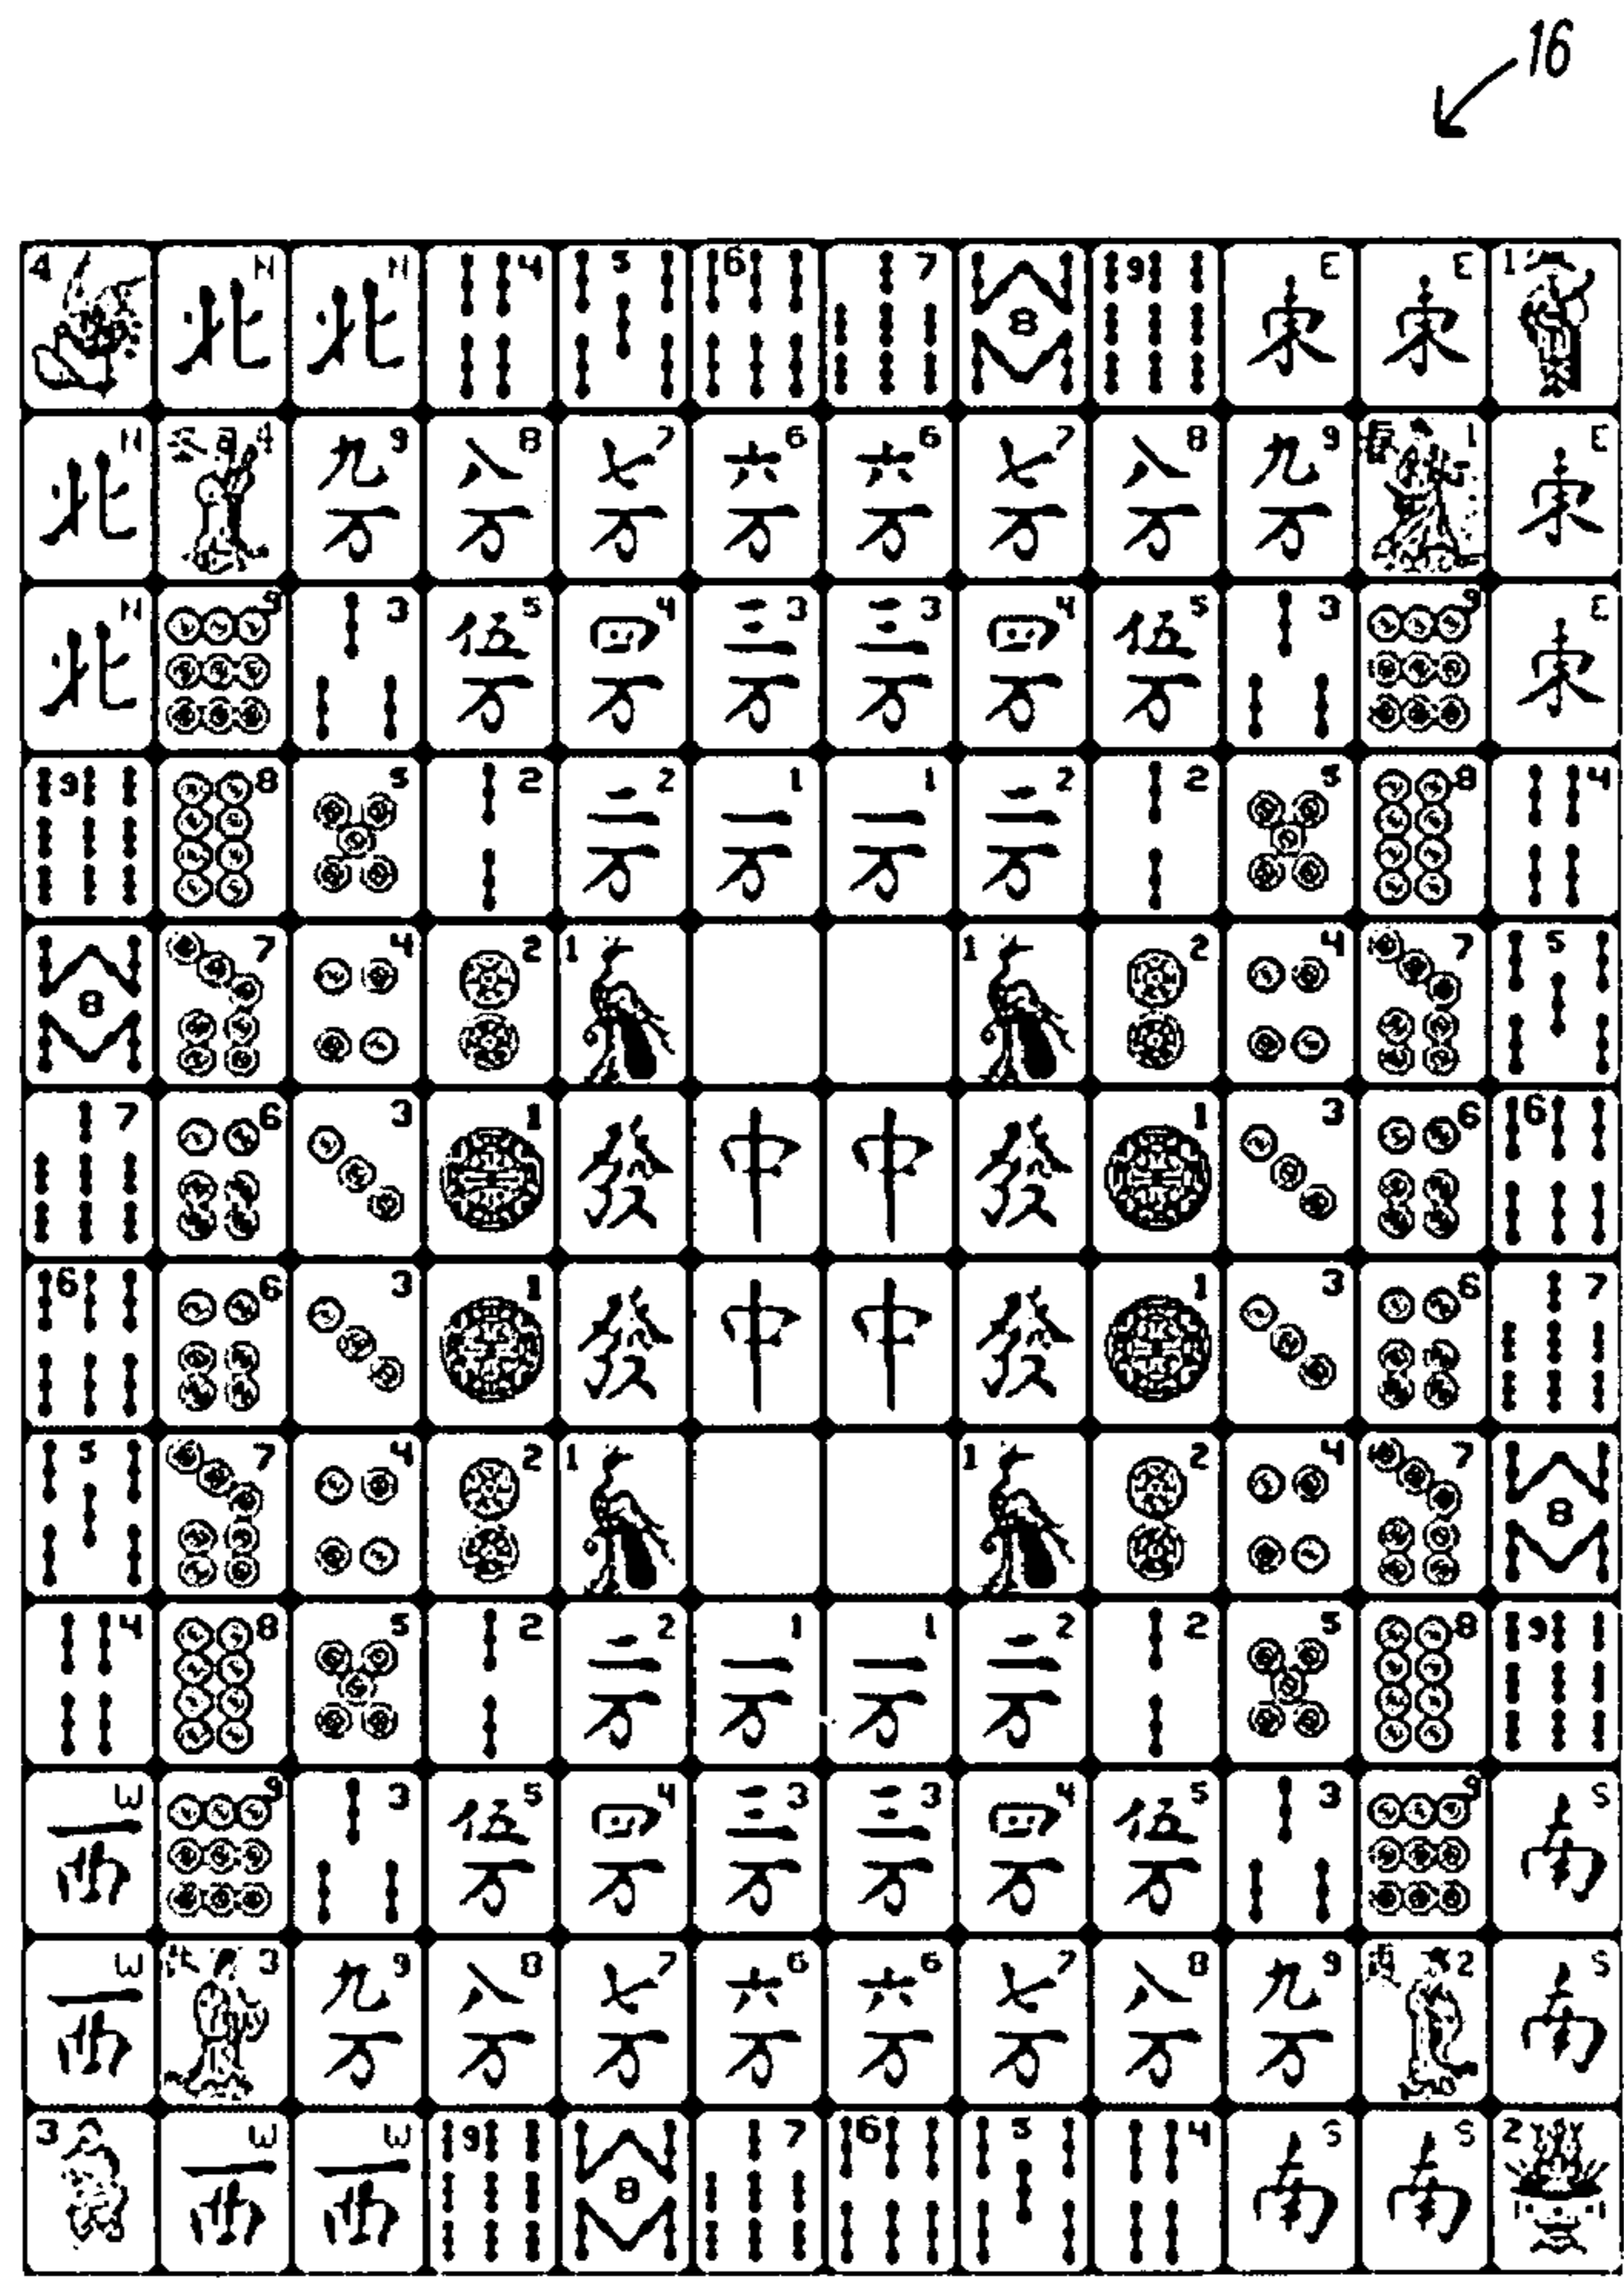 16
4 N 北 N 北 4 5 6 7 8 9 E 東 E 東 1
N 北 4 9 九万 8 八万 7 七万 6 六万 6 六万 7 七万 8 八万 9 九万 1 E 東
N 北 9 3 5 伍万 4 四万 3 三万 3 三万 4 四万 5 伍万 3 9 E 東
9 8 5 2 2 二万 1 一万 1 一万 2 二万 2 5 8 4
8 7 4 2 1 1 2 4 7 5
7 6 3 1 發 中 中 發 1 3 6 6
6 6 3 1 發 中 中 發 1 3 6 7
5 7 4 2 1 1 2 4 7 8
4 8 5 2 2 二万 1 一万 1 一万 2 二万 2 5 8 9
W 西 9 3 5 伍万 4 四万 3 三万 3 三万 4 四万 5 伍万 3 9 S 南
W 西 3 9 九万 8 八万 7 七万 6 六万 6 六万 7 七万 8 八万 9 九万 2 S 南
3 W 西 W 西 9 8 7 6 5 4 S 南 S 南 2